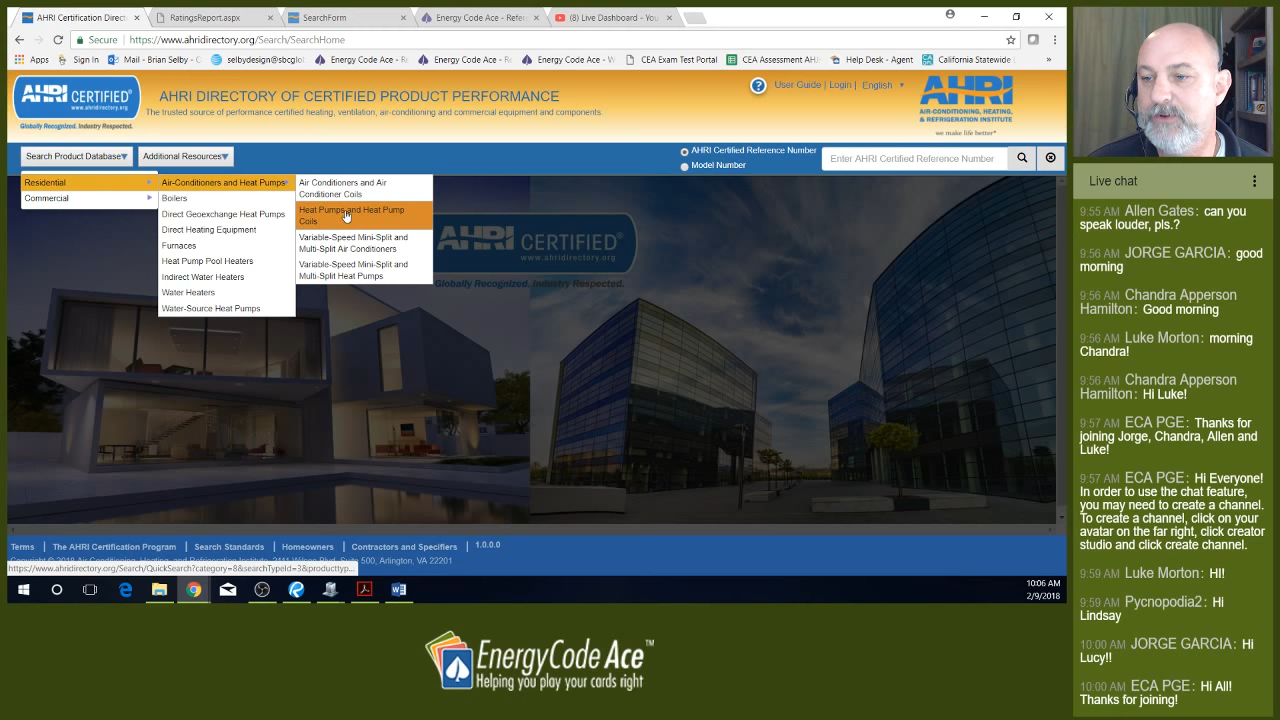 AHRI Certification Direc
RatingsReport.aspx
SearchForm
Energy Code Ace - Refer
(8) Live Dashboard - You
Secure
https://www.ahridirectory.org/Search/SearchHome
Apps
Sign In
Mail - Brian Selby - O
selbydesign@sbcglo
Energy Code Ace - R
Energy Code Ace - R
Energy Code Ace - W
CEA Exam Test Portal
CEA Assessment AHJ
Help Desk - Agent
California Statewide
»
AHRI CERTIFIED®
www.ahridirectory.org
Globally Recognized. Industry Respected.
AHRI DIRECTORY OF CERTIFIED PRODUCT PERFORMANCE
The trusted source of performance certified heating, ventilation, air-conditioning and commercial equipment and components.
? User Guide | Login | English
AHRI
AIR-CONDITIONING, HEATING,
& REFRIGERATION INSTITUTE
we make life better®
Search Product Database
Additional Resources
AHRI Certified Reference Number
Model Number
Enter AHRI Certified Reference Number
Residential
Commercial
Air-Conditioners and Heat Pumps
Boilers
Direct Geoexchange Heat Pumps
Direct Heating Equipment
Furnaces
Heat Pump Pool Heaters
Indirect Water Heaters
Water Heaters
Water-Source Heat Pumps
Air Conditioners and Air
Conditioner Coils
Heat Pumps and Heat Pump
Coils
Variable-Speed Mini-Split and
Multi-Split Air Conditioners
Variable-Speed Mini-Split and
Multi-Split Heat Pumps
AHRI CERTIFIED®
www.ahridirectory.org
Globally Recognized. Industry Respected.
Terms | The AHRI Certification Program | Search Standards | Homeowners | Contractors and Specifiers | 1.0.0.0
500, Arlington, VA 22201
https://www.ahridirectory.org/Search/QuickSearch?category=8&searchTypeId=3&producttyp...
10:06 AM
2/9/2018
EnergyCode Ace™
Helping you play your cards right
Live chat
9:55 AM Allen Gates: can you
speak louder, pls.?
9:56 AM JORGE GARCIA: good
morning
9:56 AM Chandra Apperson
Hamilton: Good morning
9:56 AM Luke Morton: morning
Chandra!
9:56 AM Chandra Apperson
Hamilton: Hi Luke!
9:57 AM ECA PGE: Thanks for
joining Jorge, Chandra, Allen and
Luke!
9:57 AM ECA PGE: Hi Everyone!
In order to use the chat feature,
you may need to create a channel.
To create a channel, click on your
avatar on the far right, click creator
studio and click create channel.
9:59 AM Luke Morton: HI!
9:59 AM Pycnopodia2: Hi
Lindsay
10:00 AM JORGE GARCIA: Hi
Lucy!!
10:00 AM ECA PGE: Hi All!
Thanks for joining!